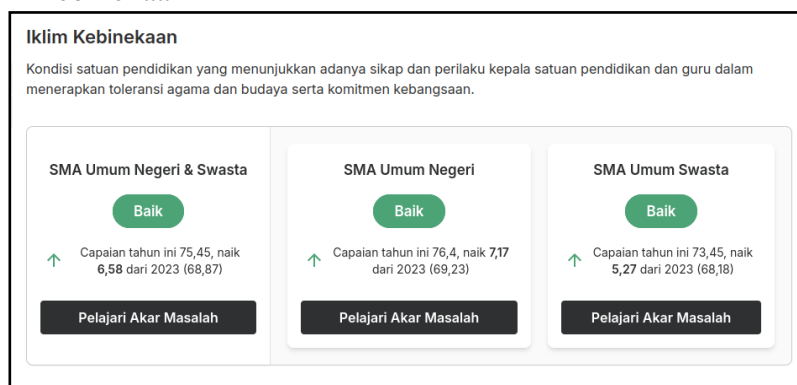 Iklim Kebinekaan
Kondisi satuan pendidikan yang menunjukkan adanya sikap dan perilaku kepala satuan pendidikan dan guru dalam
menerapkan toleransi agama dan budaya serta komitmen kebangsaan.
SMA Umum Negeri & Swasta
Baik
Capaian tahun ini 75,45, naik
6,58 dari 2023 (68,87)
Pelajari Akar Masalah
SMA Umum Negeri
Baik
Capaian tahun ini 76,4, naik 7,17
dari 2023 (69,23)
Pelajari Akar Masalah
SMA Umum Swasta
Baik
Capaian tahun ini 73,45, naik
5,27 dari 2023 (68,18)
Pelajari Akar Masalah